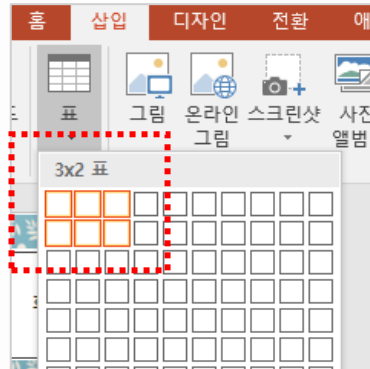 홈 삽입 디자인 전환 애
표 그림 온라인 그림 스크린샷 사진 앨범
3x2 표